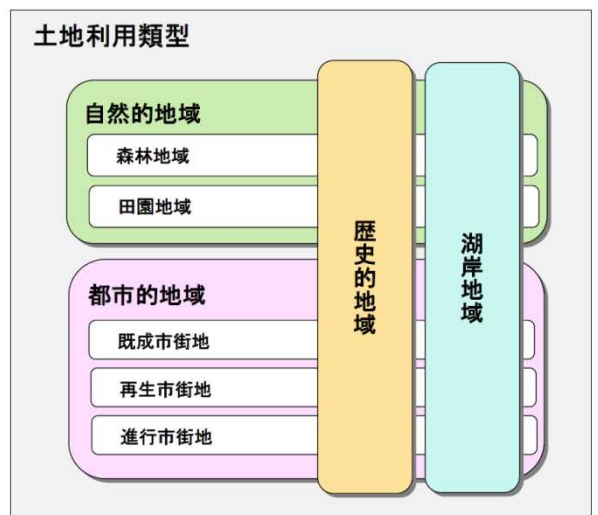 土地利用類型
自然的地域
森林地域
田園地域
都市的地域
既成市街地
再生市街地
進行市街地
歴史的地域
湖岸地域